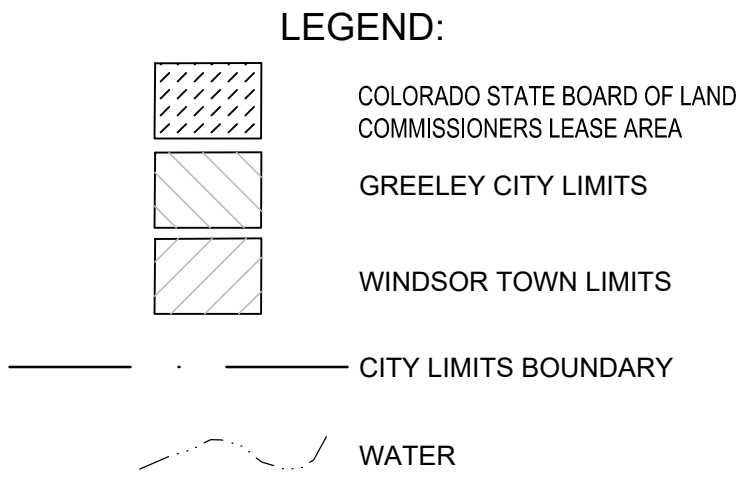 LEGEND:
COLORADO STATE BOARD OF LAND
COMMISSIONERS LEASE AREA
GREELEY CITY LIMITS
WINDSOR TOWN LIMITS
CITY LIMITS BOUNDARY
WATER